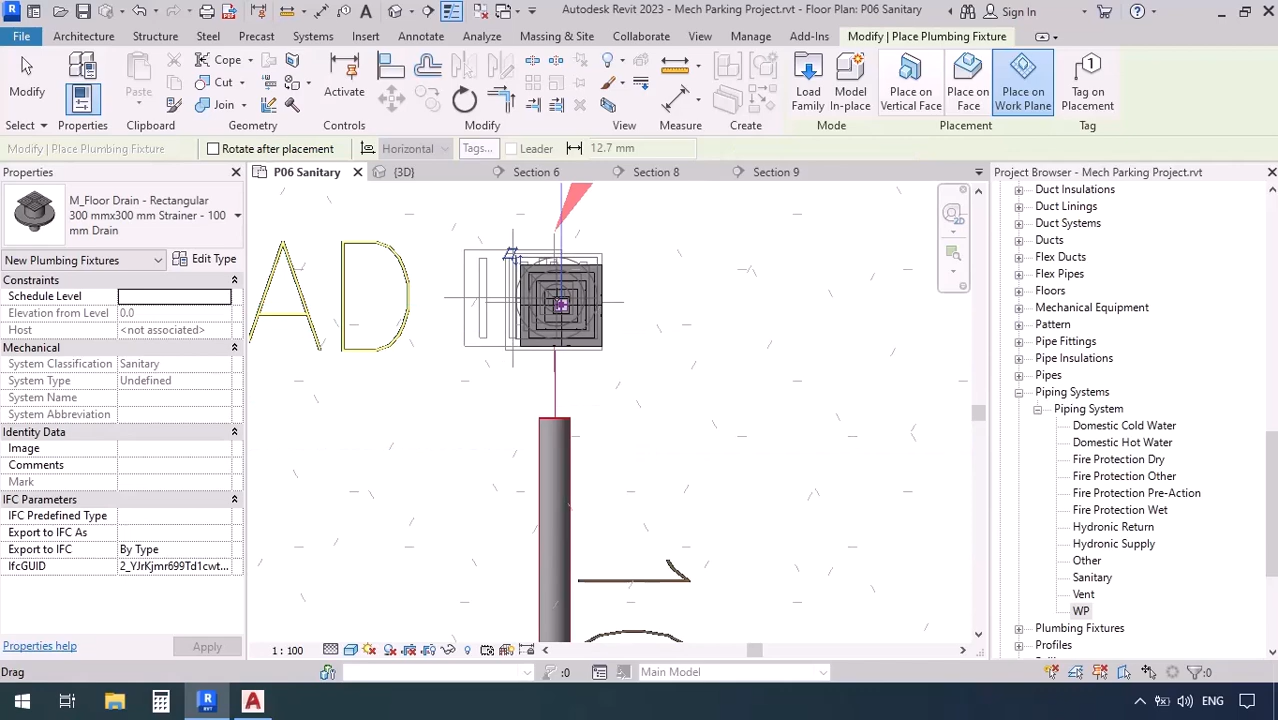 Autodesk Revit 2023 - Mech Parking Project.rvt - Floor Plan: P06 Sanitary
Sign In
File Architecture Structure Steel Precast Systems Insert Annotate Analyze Massing & Site Collaborate View Manage Add-Ins Modify | Place Plumbing Fixture
Modify
Paste
Cope
Cut
Join
Activate
Load Family
Model In-place
Place on Vertical Face
Place on Face
Place on Work Plane
Tag on Placement
Select Properties Clipboard Geometry Controls Modify View Measure Create Mode Placement Tag
Modify | Place Plumbing Fixture Rotate after placement Horizontal Tags... Leader 12.7 mm
Properties
P06 Sanitary {3D} Section 6 Section 8 Section 9
Project Browser - Mech Parking Project.rvt
M_Floor Drain - Rectangular
300 mmx300 mm Strainer - 100
mm Drain
New Plumbing Fixtures Edit Type
Constraints
Schedule Level
Elevation from Level 0.0
Host <not associated>
Mechanical
System Classification Sanitary
System Type Undefined
System Name
System Abbreviation
Identity Data
Image
Comments
Mark
IFC Parameters
IFC Predefined Type
Export to IFC As
Export to IFC By Type
IfcGUID 2_YJrKjmr699Td1cwt...
Properties help Apply
AD
2D
Duct Insulations
Duct Linings
Duct Systems
Ducts
Flex Ducts
Flex Pipes
Floors
Mechanical Equipment
Pattern
Pipe Fittings
Pipe Insulations
Pipes
Piping Systems
Piping System
Domestic Cold Water
Domestic Hot Water
Fire Protection Dry
Fire Protection Other
Fire Protection Pre-Action
Fire Protection Wet
Hydronic Return
Hydronic Supply
Other
Sanitary
Vent
WP
Plumbing Fixtures
Profiles
1 : 100
Drag
:0 Main Model :0
ENG